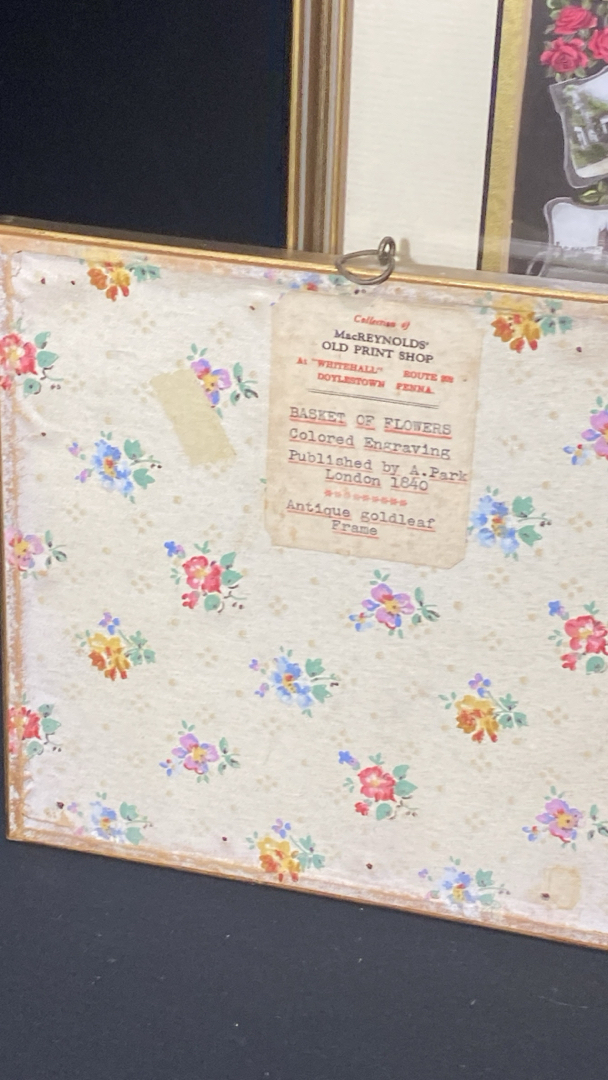 Collection of
MacREYNOLDS'
OLD PRINT SHOP
At "WHITEHALL" ROUTE
DOYLESTOWN PENNA.
BASKET OF FLOWERS
Colored Engraving
Published by A.Park
London 1840
*********
Antique goldleaf
Frame